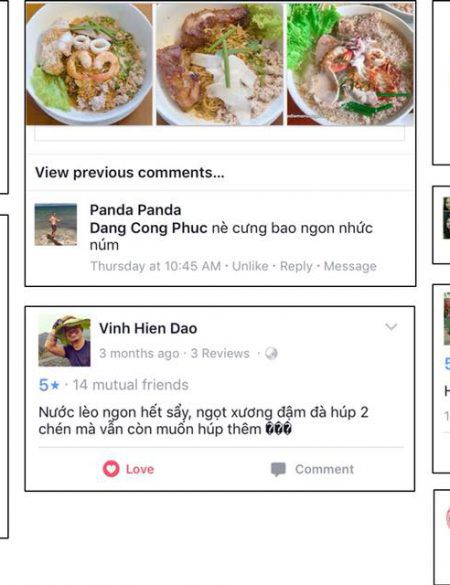 View previous comments...
Panda Panda
Dang Cong Phuc nè cưng bao ngon nhức
núm
Thursday at 10:45 AM · Unlike · Reply · Message
Vinh Hien Dao
3 months ago · 3 Reviews ·
5★ · 14 mutual friends
Nước lèo ngon hết sẩy, ngọt xương đậm đà húp 2
chén mà vẫn còn muốn húp thêm ���
Love
Comment